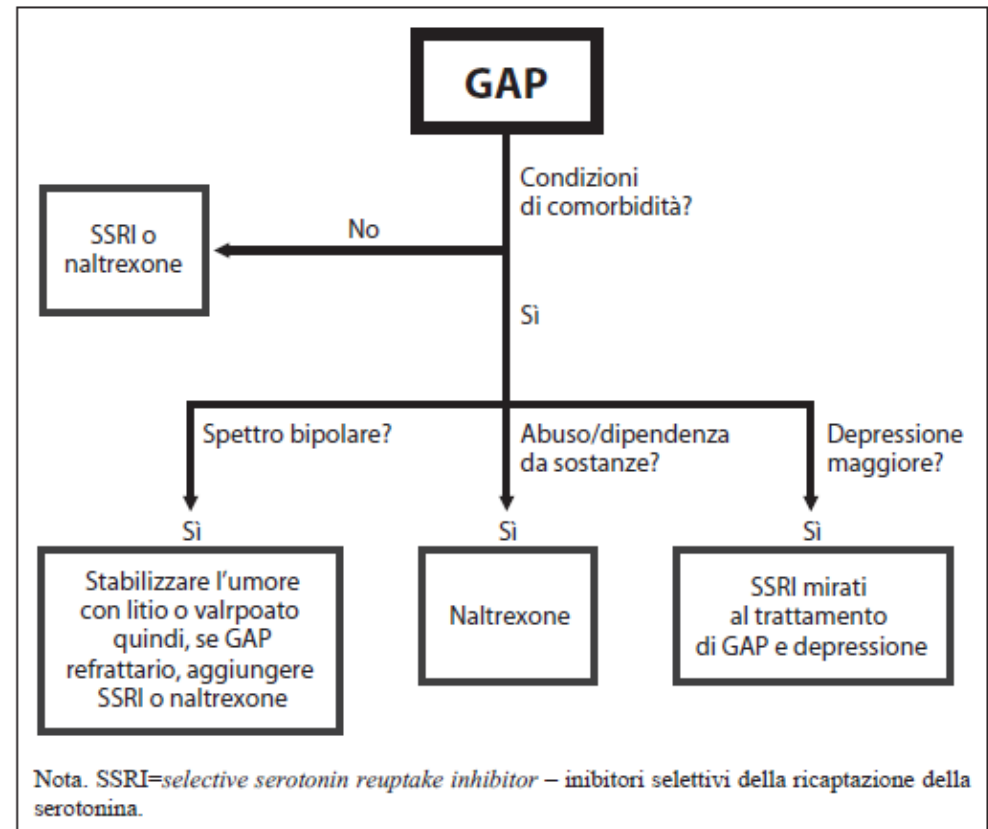 GAP
Condizioni
di comorbidità?
No
SSRI o
naltrexone
Sì
Spettro bipolare?
Abuso/dipendenza
da sostanze?
Depressione
maggiore?
Sì
Sì
Sì
Stabilizzare l'umore
con litio o valrpoato
quindi, se GAP
refrattario, aggiungere
SSRI o naltrexone
Naltrexone
SSRI mirati
al trattamento
di GAP e depressione
Nota. SSRI=selective serotonin reuptake inhibitor – inibitori selettivi della ricaptazione della
serotonina.